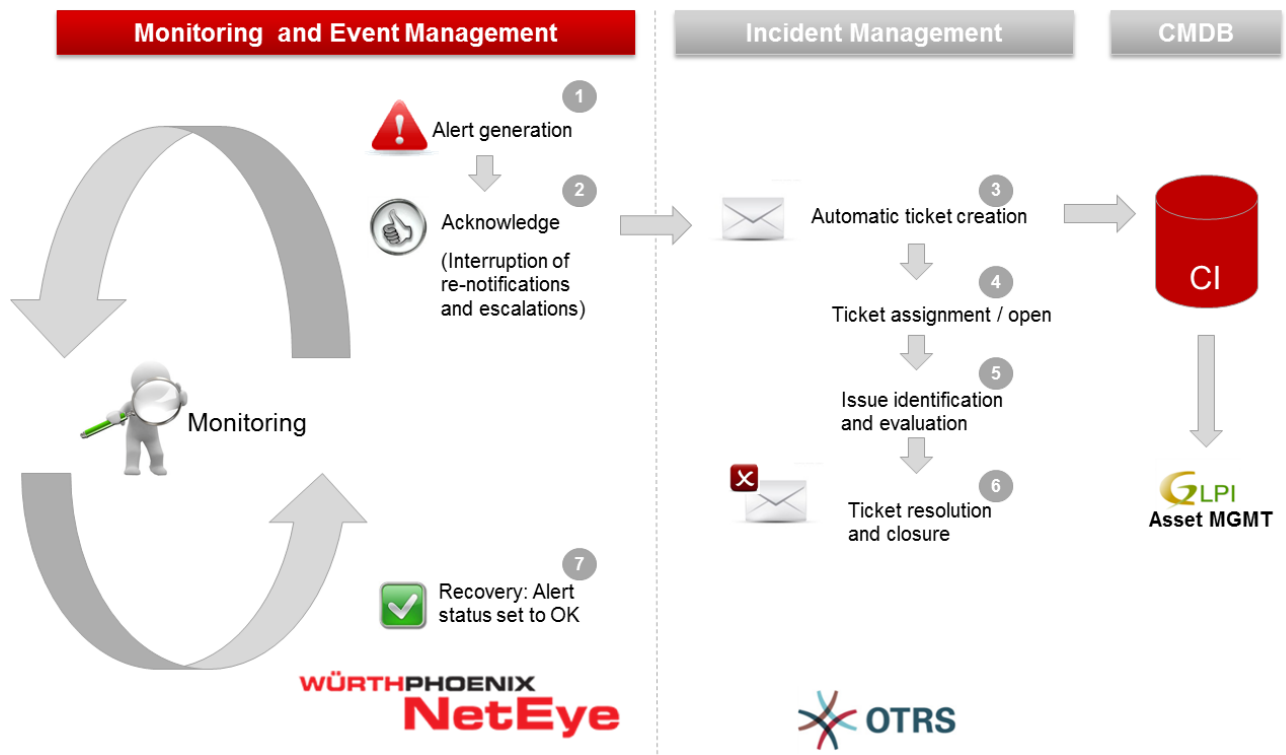 Monitoring and Event Management
Incident Management
CMDB
1
Alert generation
2
Acknowledge
(Interruption of
re-notifications
and escalations)
Monitoring
7
Recovery: Alert
status set to OK
WÜRTHPHOENIX
NetEye
3
Automatic ticket creation
4
Ticket assignment / open
5
Issue identification
and evaluation
6
Ticket resolution
and closure
OTRS
CI
GLPI
Asset MGMT